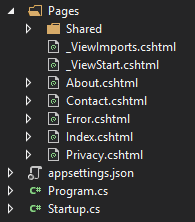 Pages
Shared
_ViewImports.cshtml
_ViewStart.cshtml
About.cshtml
Contact.cshtml
Error.cshtml
Index.cshtml
Privacy.cshtml
appsettings.json
C# Program.cs
C# Startup.cs